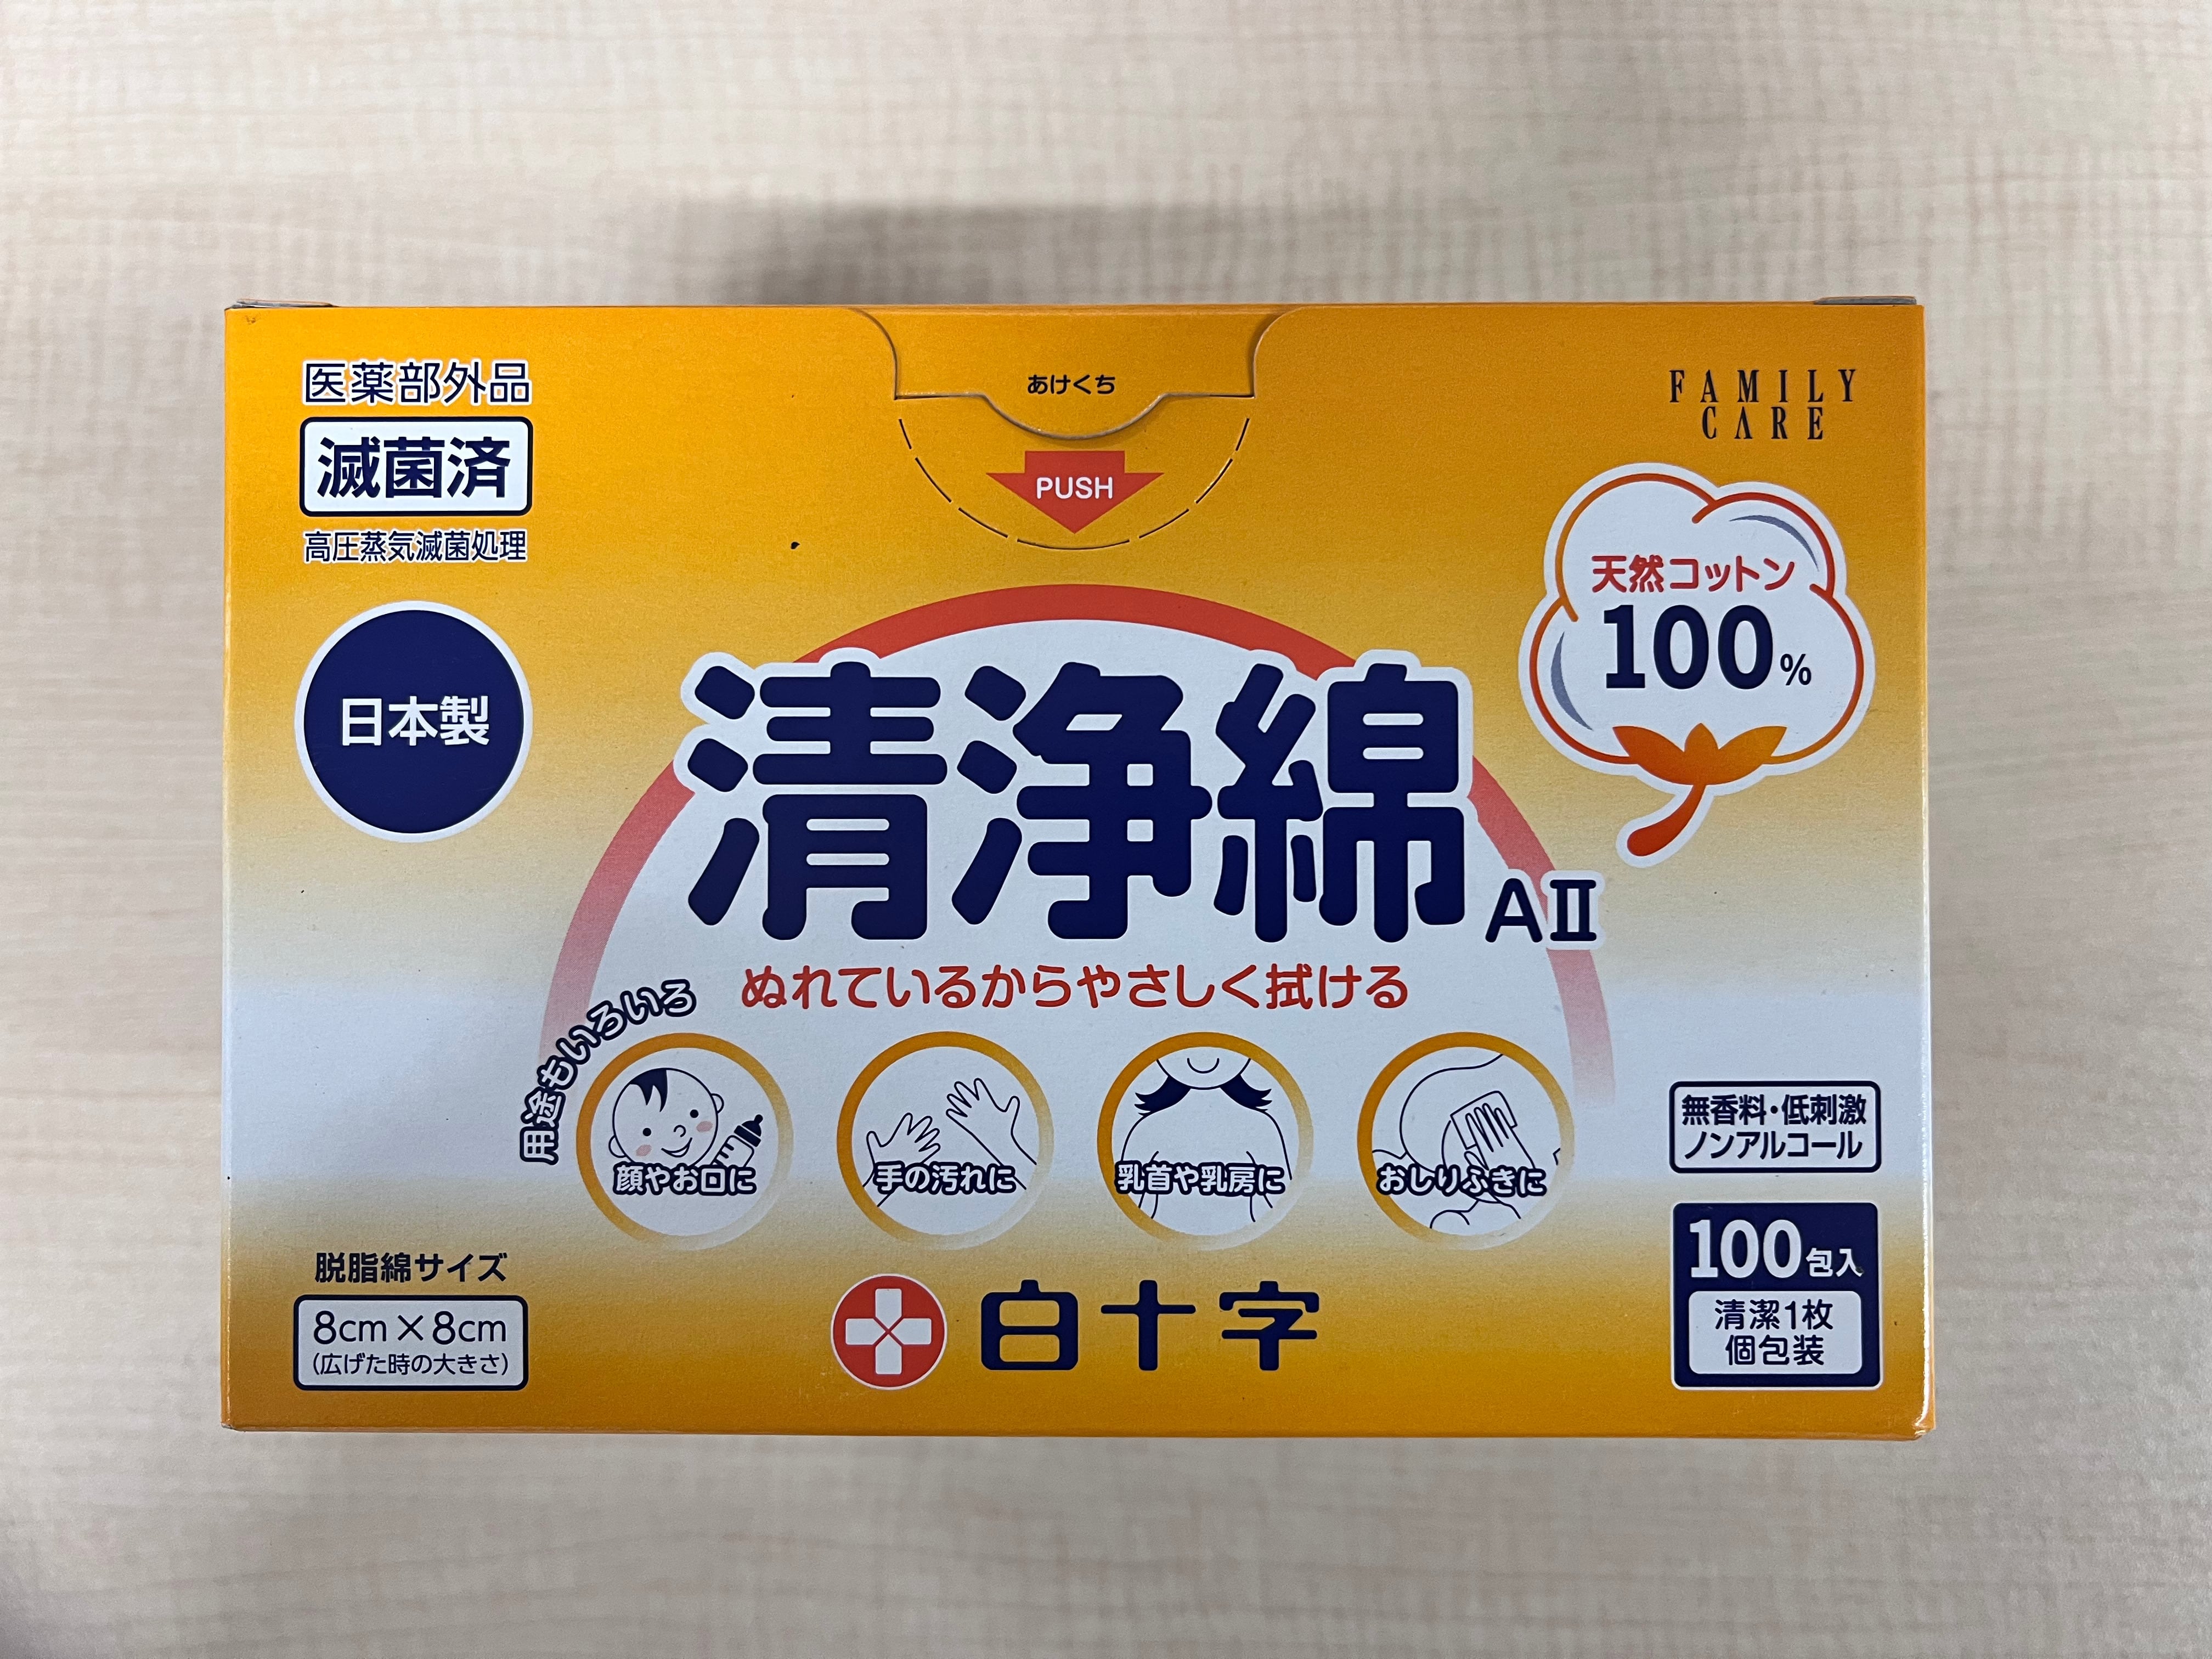 医薬部外品
滅菌済
高圧蒸気滅菌処理
日本製
あけくち
PUSH
FAMILY
CARE
天然コットン
100%
清浄綿 AⅡ
ぬれているからやさしく拭ける
用途もいろいろ
顔やお口に
手の汚れに
乳首や乳房に
おしりふきに
無香料・低刺激
ノンアルコール
脱脂綿サイズ
8cm×8cm
(広げた時の大きさ)
白十字
100包入
清潔1枚
個包装